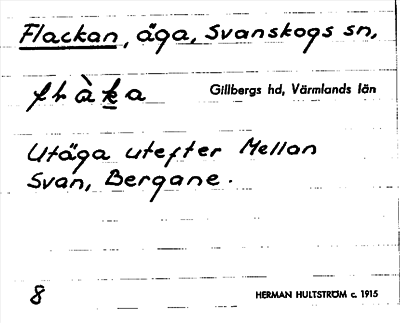 Flackan, äga, Svanskogs sn,
Gillbergs hd, Värmlands län
Utäga utefter Mellan
Svan, Bergane.
8
HERMAN HULTSTRÖM c. 1915